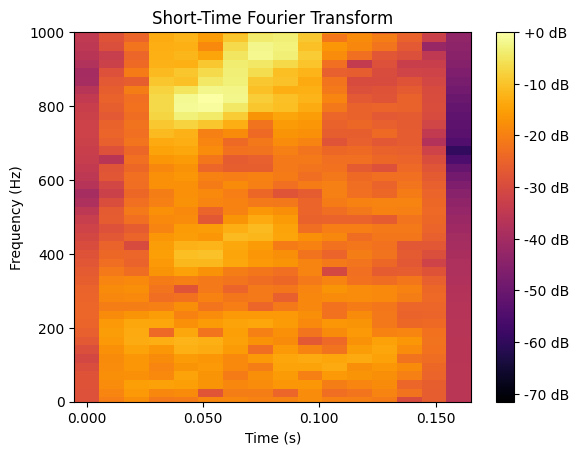 Short-Time Fourier Transform
Frequency (Hz)
1000
800
600
400
200
0
0.000
0.050
0.100
0.150
Time (s)
+0 dB
-10 dB
-20 dB
-30 dB
-40 dB
-50 dB
-60 dB
-70 dB